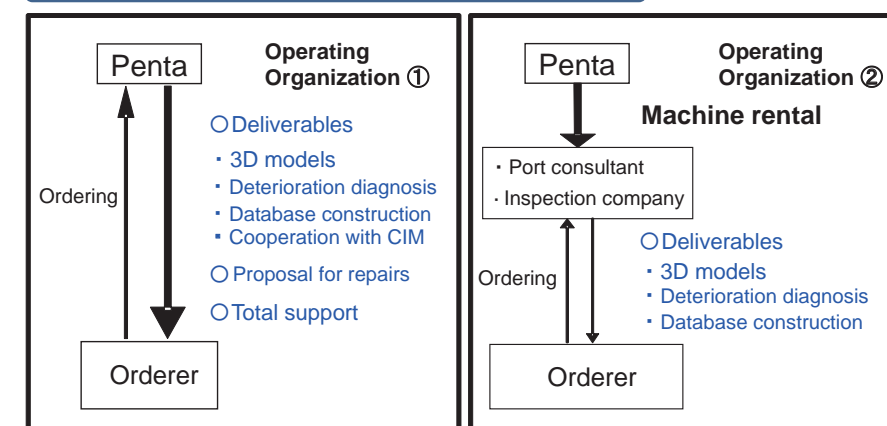 Penta
Operating
Organization ①
○Deliverables
・3D models
・Deterioration diagnosis
・Database construction
・Cooperation with CIM
○Proposal for repairs
○Total support
Ordering
Orderer
Penta
Operating
Organization ②
Machine rental
・Port consultant
・Inspection company
○Deliverables
・3D models
・Deterioration diagnosis
・Database construction
Ordering
Orderer